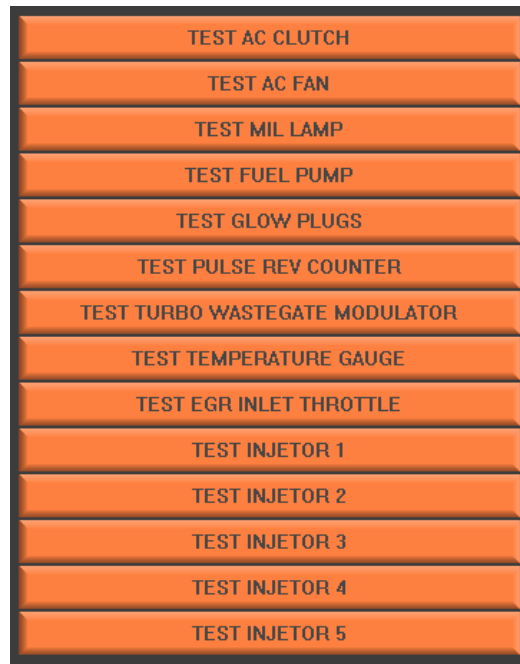 TEST AC CLUTCH
TEST AC FAN
TEST MIL LAMP
TEST FUEL PUMP
TEST GLOW PLUGS
TEST PULSE REV COUNTER
TEST TURBO WASTEGATE MODULATOR
TEST TEMPERATURE GAUGE
TEST EGR INLET THROTTLE
TEST INJETOR 1
TEST INJETOR 2
TEST INJETOR 3
TEST INJETOR 4
TEST INJETOR 5